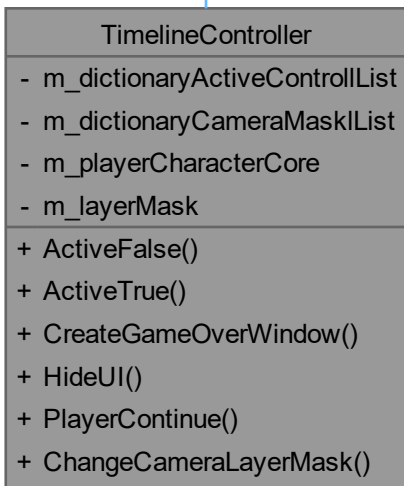 TimelineController
- m_dictionaryActiveControllList
- m_dictionaryCameraMasklList
- m_playerCharacterCore
- m_layerMask
+ ActiveFalse()
+ ActiveTrue()
+ CreateGameOverWindow()
+ HideUI()
+ PlayerContinue()
+ ChangeCameraLayerMask()